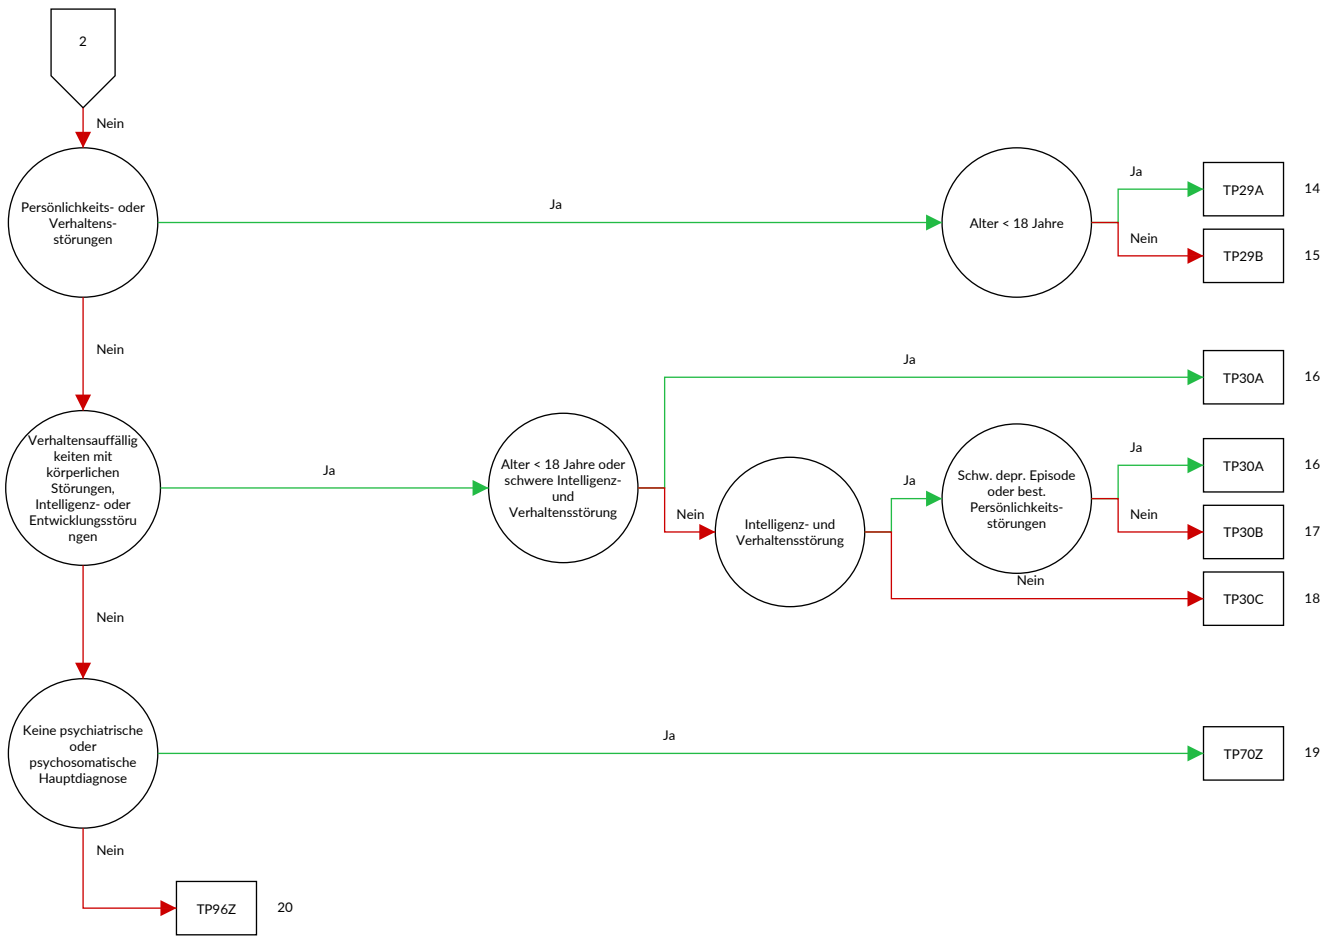 2
Nein
Persönlichkeits- oder
Verhaltens-
störungen
Ja
Alter < 18 Jahre
Ja
TP29A
14
Nein
TP29B
15
Nein
Ja
TP30A
16
Verhaltensauffällig
keiten mit
körperlichen
Störungen,
Intelligenz- oder
Entwicklungsstöru
ngen
Ja
Alter < 18 Jahre oder
schwere Intelligenz-
und
Verhaltensstörung
Nein
Intelligenz- und
Verhaltensstörung
Ja
Schw. depr. Episode
oder best.
Persönlichkeits-
störungen
Ja
TP30A
16
Nein
TP30B
17
Nein
TP30C
18
Nein
Keine psychiatrische
oder
psychosomatische
Hauptdiagnose
Ja
TP70Z
19
Nein
TP96Z
20